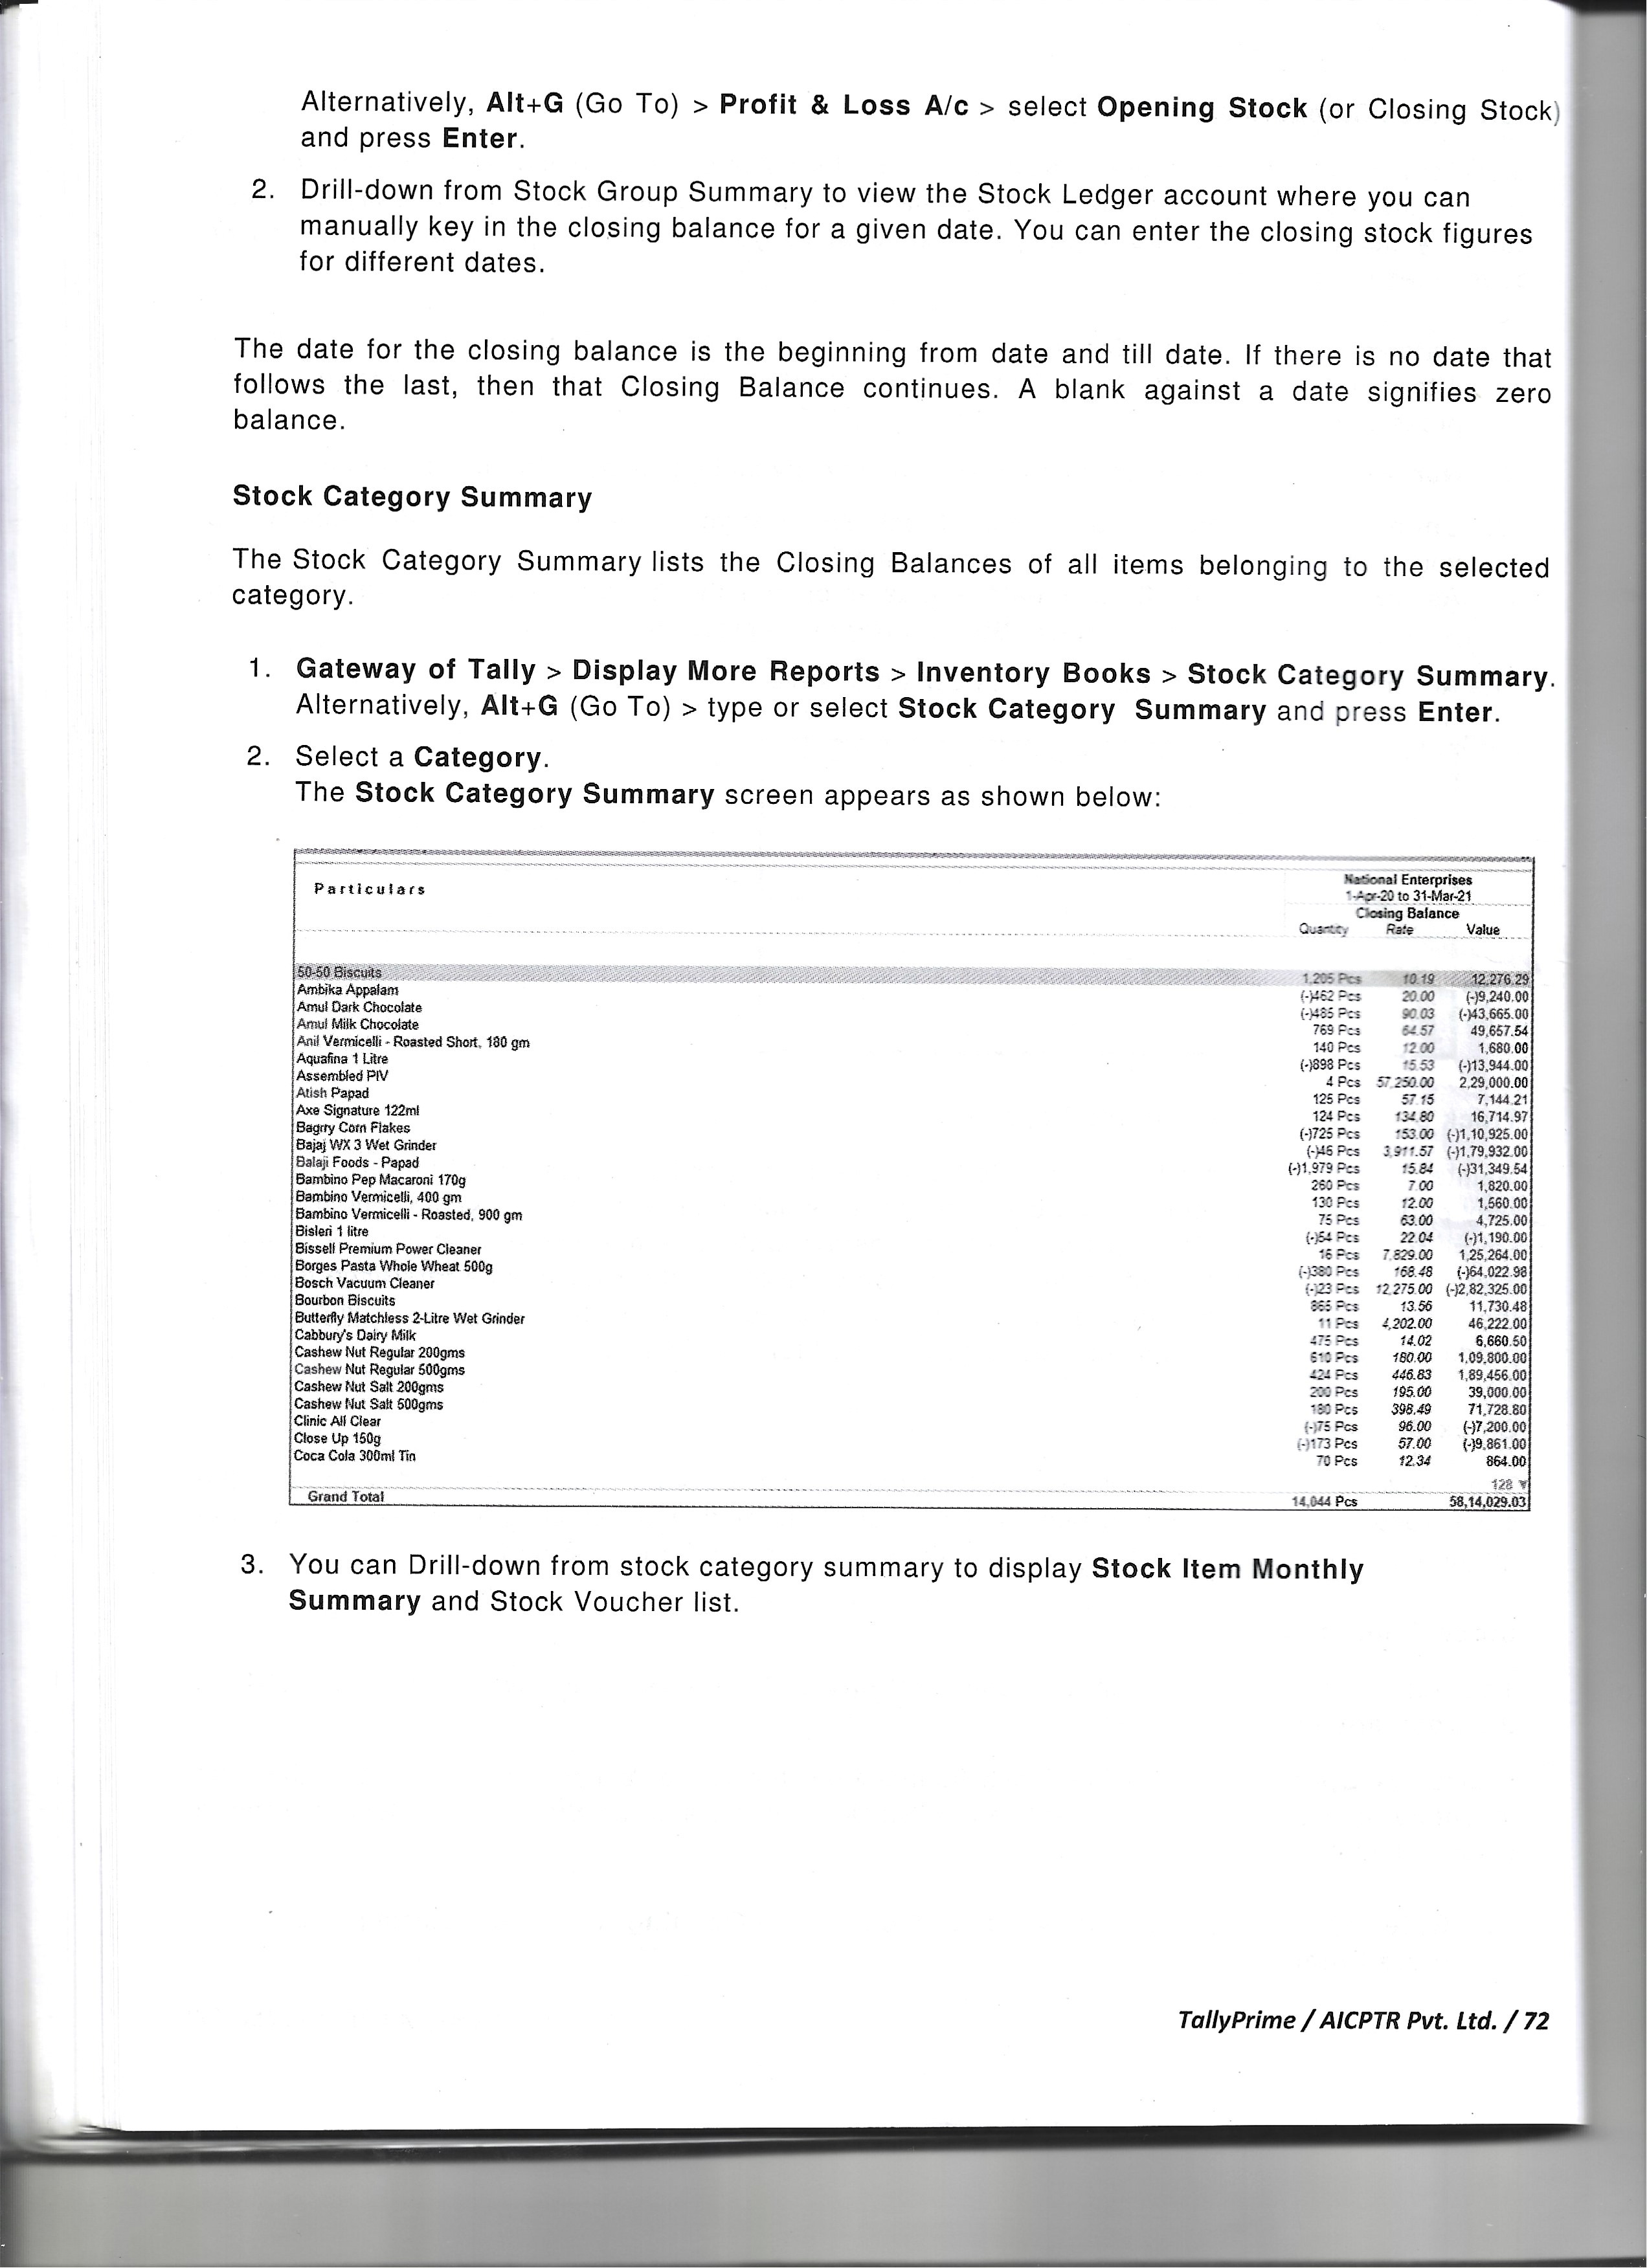 Alternatively, Alt+G (Go To) > Profit & Loss A/c > select Opening Stock (or Closing Stock)
and press Enter.
2. Drill-down from Stock Group Summary to view the Stock Ledger account where you can
manually key in the closing balance for a given date. You can enter the closing stock figures
for different dates.
The date for the closing balance is the beginning from date and till date. If there is no date that
follows the last, then that Closing Balance continues. A blank against a date signifies zero
balance.
Stock Category Summary
The Stock Category Summary lists the Closing Balances of all items belonging to the selected
category.
1. Gateway of Tally > Display More Reports > Inventory Books > Stock Category Summary.
Alternatively, Alt+G (Go To) > type or select Stock Category Summary and press Enter.
2. Select a Category.
The Stock Category Summary screen appears as shown below:
Particulars National Enterprises
1-Apr-20 to 31-Mar-21
Closing Balance
Quantity Rate Value
50-50 Biscuits 1,205 Pcs 10.19 12,276.29
Ambika Appalam (-)462 Pcs 20.00 (-)9,240.00
Amul Dark Chocolate (-)485 Pcs 90.03 (-)43,665.00
Amul Milk Chocolate 769 Pcs 64.57 49,657.54
Anil Vermicelli - Roasted Short, 180 gm 140 Pcs 12.00 1,680.00
Aquafina 1 Litre (-)898 Pcs 15.53 (-)13,944.00
Assembled PIV 4 Pcs 57,250.00 2,29,000.00
Atish Papad 125 Pcs 57.15 7,144.21
Axe Signature 122ml 124 Pcs 134.80 16,714.97
Bagrry Corn Flakes (-)725 Pcs 153.00 (-)1,10,925.00
Bajaj WX 3 Wet Grinder (-)46 Pcs 3,911.57 (-)1,79,932.00
Balaji Foods - Papad (-)1,979 Pcs 15.84 (-)31,349.54
Bambino Pep Macaroni 170g 260 Pcs 7.00 1,820.00
Bambino Vermicelli, 400 gm 130 Pcs 12.00 1,560.00
Bambino Vermicelli - Roasted, 900 gm 75 Pcs 63.00 4,725.00
Bisleri 1 litre (-)54 Pcs 22.04 (-)1,190.00
Bissell Premium Power Cleaner 16 Pcs 7,829.00 1,25,264.00
Borges Pasta Whole Wheat 500g (-)380 Pcs 168.48 (-)64,022.98
Bosch Vacuum Cleaner (-)23 Pcs 12,275.00 (-)2,82,325.00
Bourbon Biscuits 865 Pcs 13.56 11,730.48
Butterfly Matchless 2-Litre Wet Grinder 11 Pcs 4,202.00 46,222.00
Cabbury's Dairy Milk 475 Pcs 14.02 6,660.50
Cashew Nut Regular 200gms 610 Pcs 180.00 1,09,800.00
Cashew Nut Regular 500gms 424 Pcs 446.83 1,89,456.00
Cashew Nut Salt 200gms 200 Pcs 195.00 39,000.00
Cashew Nut Salt 500gms 180 Pcs 398.49 71,728.80
Clinic All Clear (-)75 Pcs 96.00 (-)7,200.00
Close Up 150g (-)173 Pcs 57.00 (-)9,861.00
Coca Cola 300ml Tin 70 Pcs 12.34 864.00
128 ▼
Grand Total 14,044 Pcs 58,14,029.03
3. You can Drill-down from stock category summary to display Stock Item Monthly
Summary and Stock Voucher list.
TallyPrime / AICPTR Pvt. Ltd. / 72